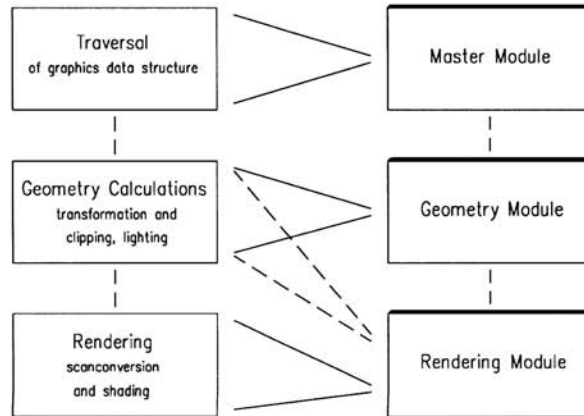 Traversal
of graphics data structure
Master Module
Geometry Calculations
transformation and
clipping, lighting
Geometry Module
Rendering
scanconversion
and shading
Rendering Module